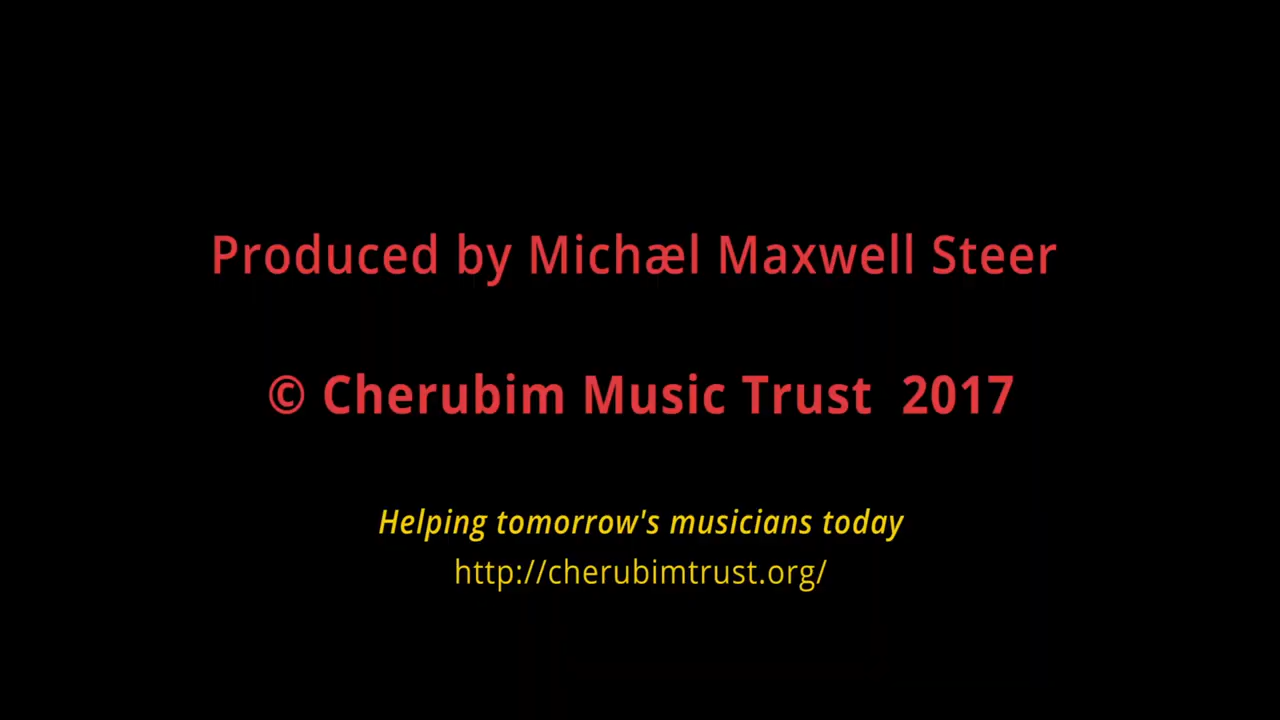 Produced by Michæl Maxwell Steer
© Cherubim Music Trust 2017
Helping tomorrow's musicians today
http://cherubimtrust.org/